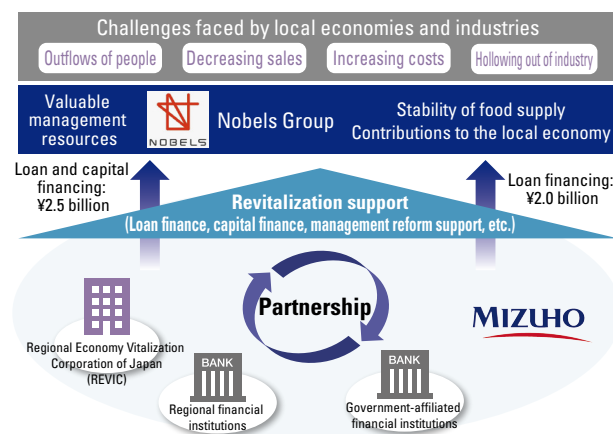 Challenges faced by local economies and industries
Outflows of people
Decreasing sales
Increasing costs
Hollowing out of industry
Valuable
management
resources
NOBELS
Nobels Group
Stability of food supply
Contributions to the local economy
Loan and capital
financing:
¥2.5 billion
Loan financing:
¥2.0 billion
Revitalization support
(Loan finance, capital finance, management reform support, etc.)
Partnership
MIZUHO
Regional Economy Vitalization
Corporation of Japan
(REVIC)
BANK
Regional financial
institutions
BANK
Government-affiliated
financial institutions